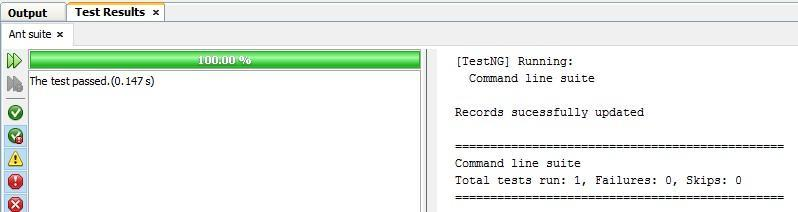 Output
Test Results ×
Ant suite ×
100.00 %
The test passed.(0.147 s)
[TestNG] Running:
Command line suite
Records sucessfully updated
===============================================
Command line suite
Total tests run: 1, Failures: 0, Skips: 0
===============================================